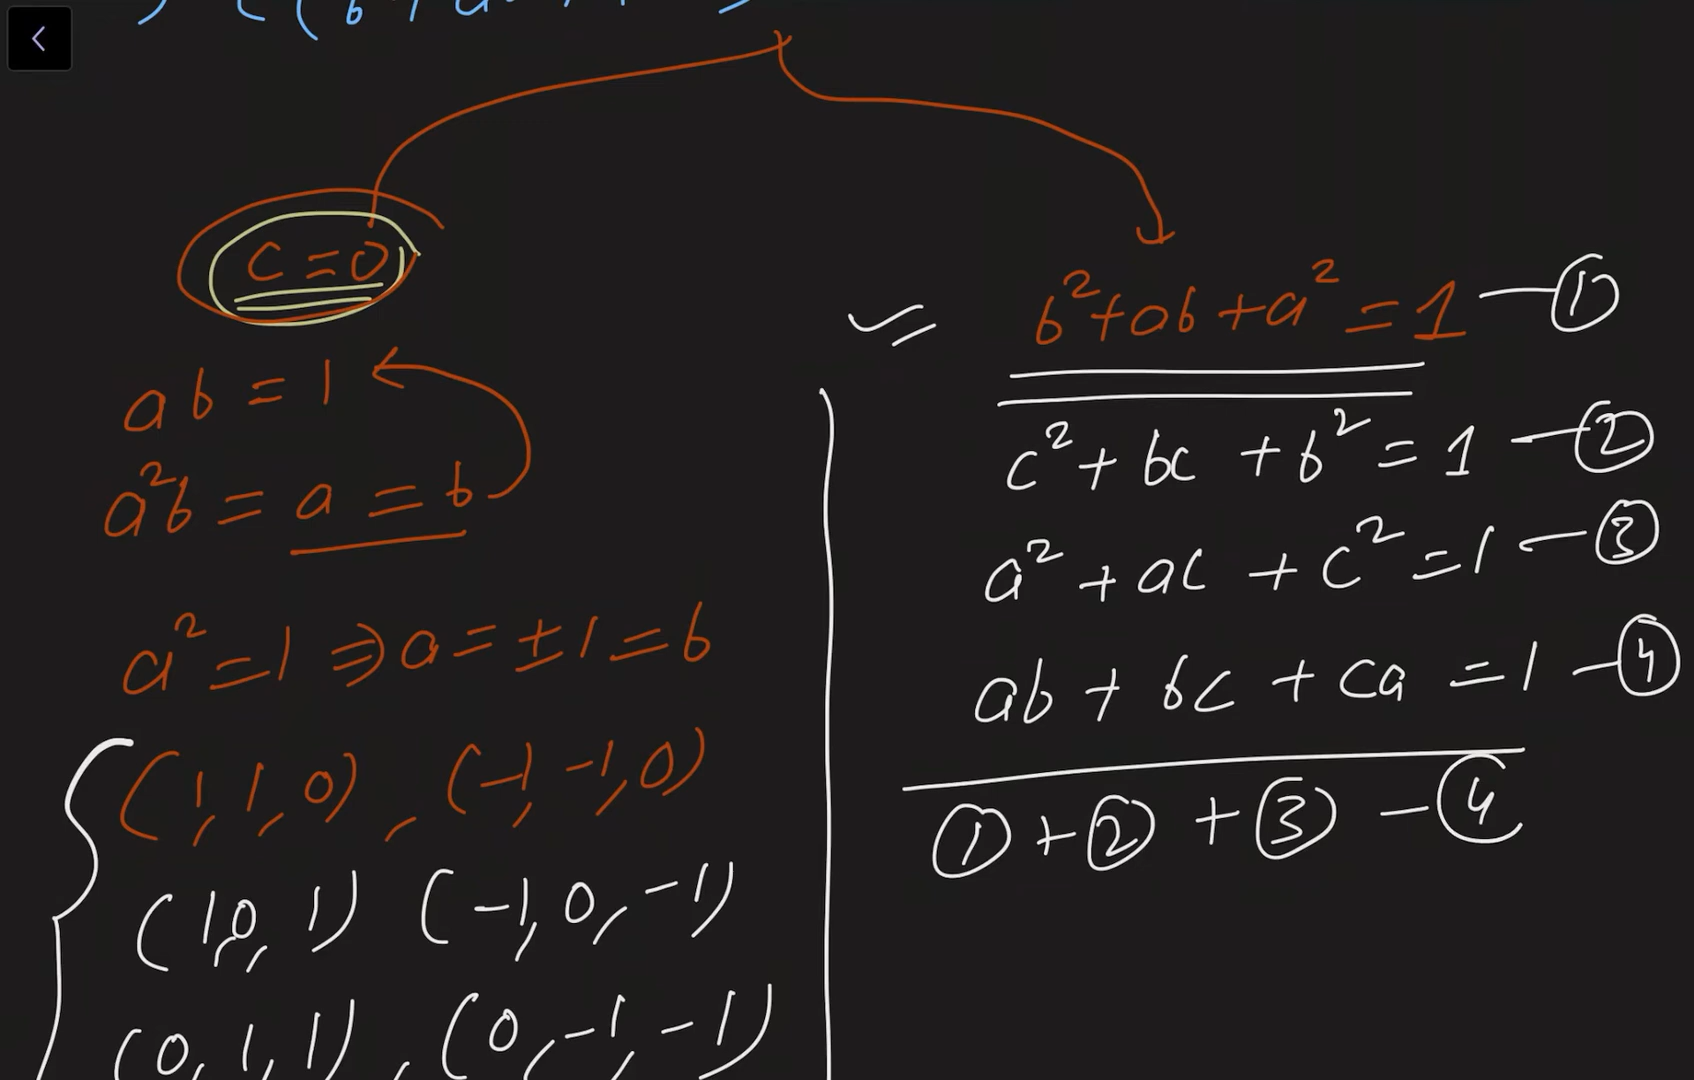 c = 0
ab = 1
a²b = a = b
a² = 1 ⇒ a = ±1 = b
(1, 1, 0), (-1, -1, 0)
(1, 0, 1) (-1, 0, -1)
(0, 1, 1), (0, -1, -1)
b² + ab + a² = 1 — ①
c² + bc + b² = 1 — ②
a² + ac + c² = 1 — ③
ab + bc + ca = 1 — ④
① + ② + ③ - ④